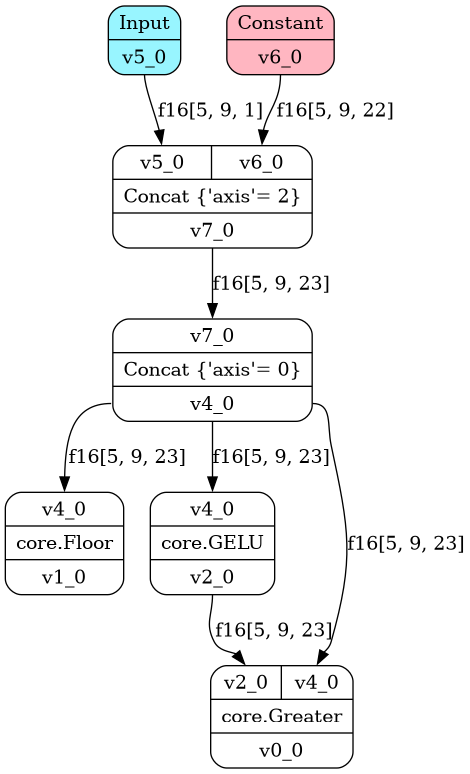 Input
v5_0
Constant
v6_0
f16[5, 9, 1]
f16[5, 9, 22]
v5_0
v6_0
Concat {'axis'= 2}
v7_0
f16[5, 9, 23]
v7_0
Concat {'axis'= 0}
v4_0
f16[5, 9, 23]
f16[5, 9, 23]
f16[5, 9, 23]
v4_0
core.Floor
v1_0
v4_0
core.GELU
v2_0
f16[5, 9, 23]
v2_0
v4_0
core.Greater
v0_0